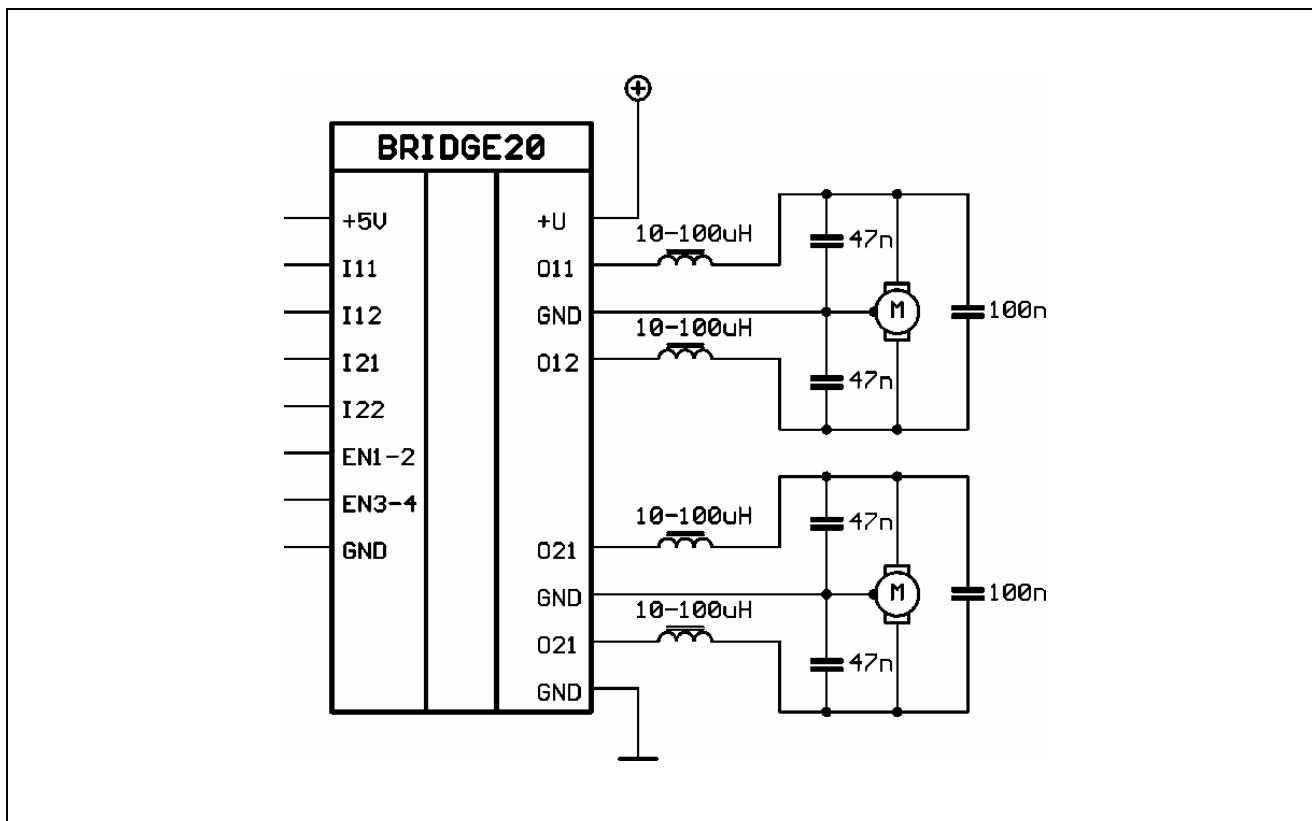 BRIDGE20
+5V
I11
I12
I21
I22
EN1-2
EN3-4
GND
+U
O11
GND
O12
O21
GND
O21
GND
10-100uH
10-100uH
47n
47n
M
100n
10-100uH
10-100uH
47n
47n
M
100n